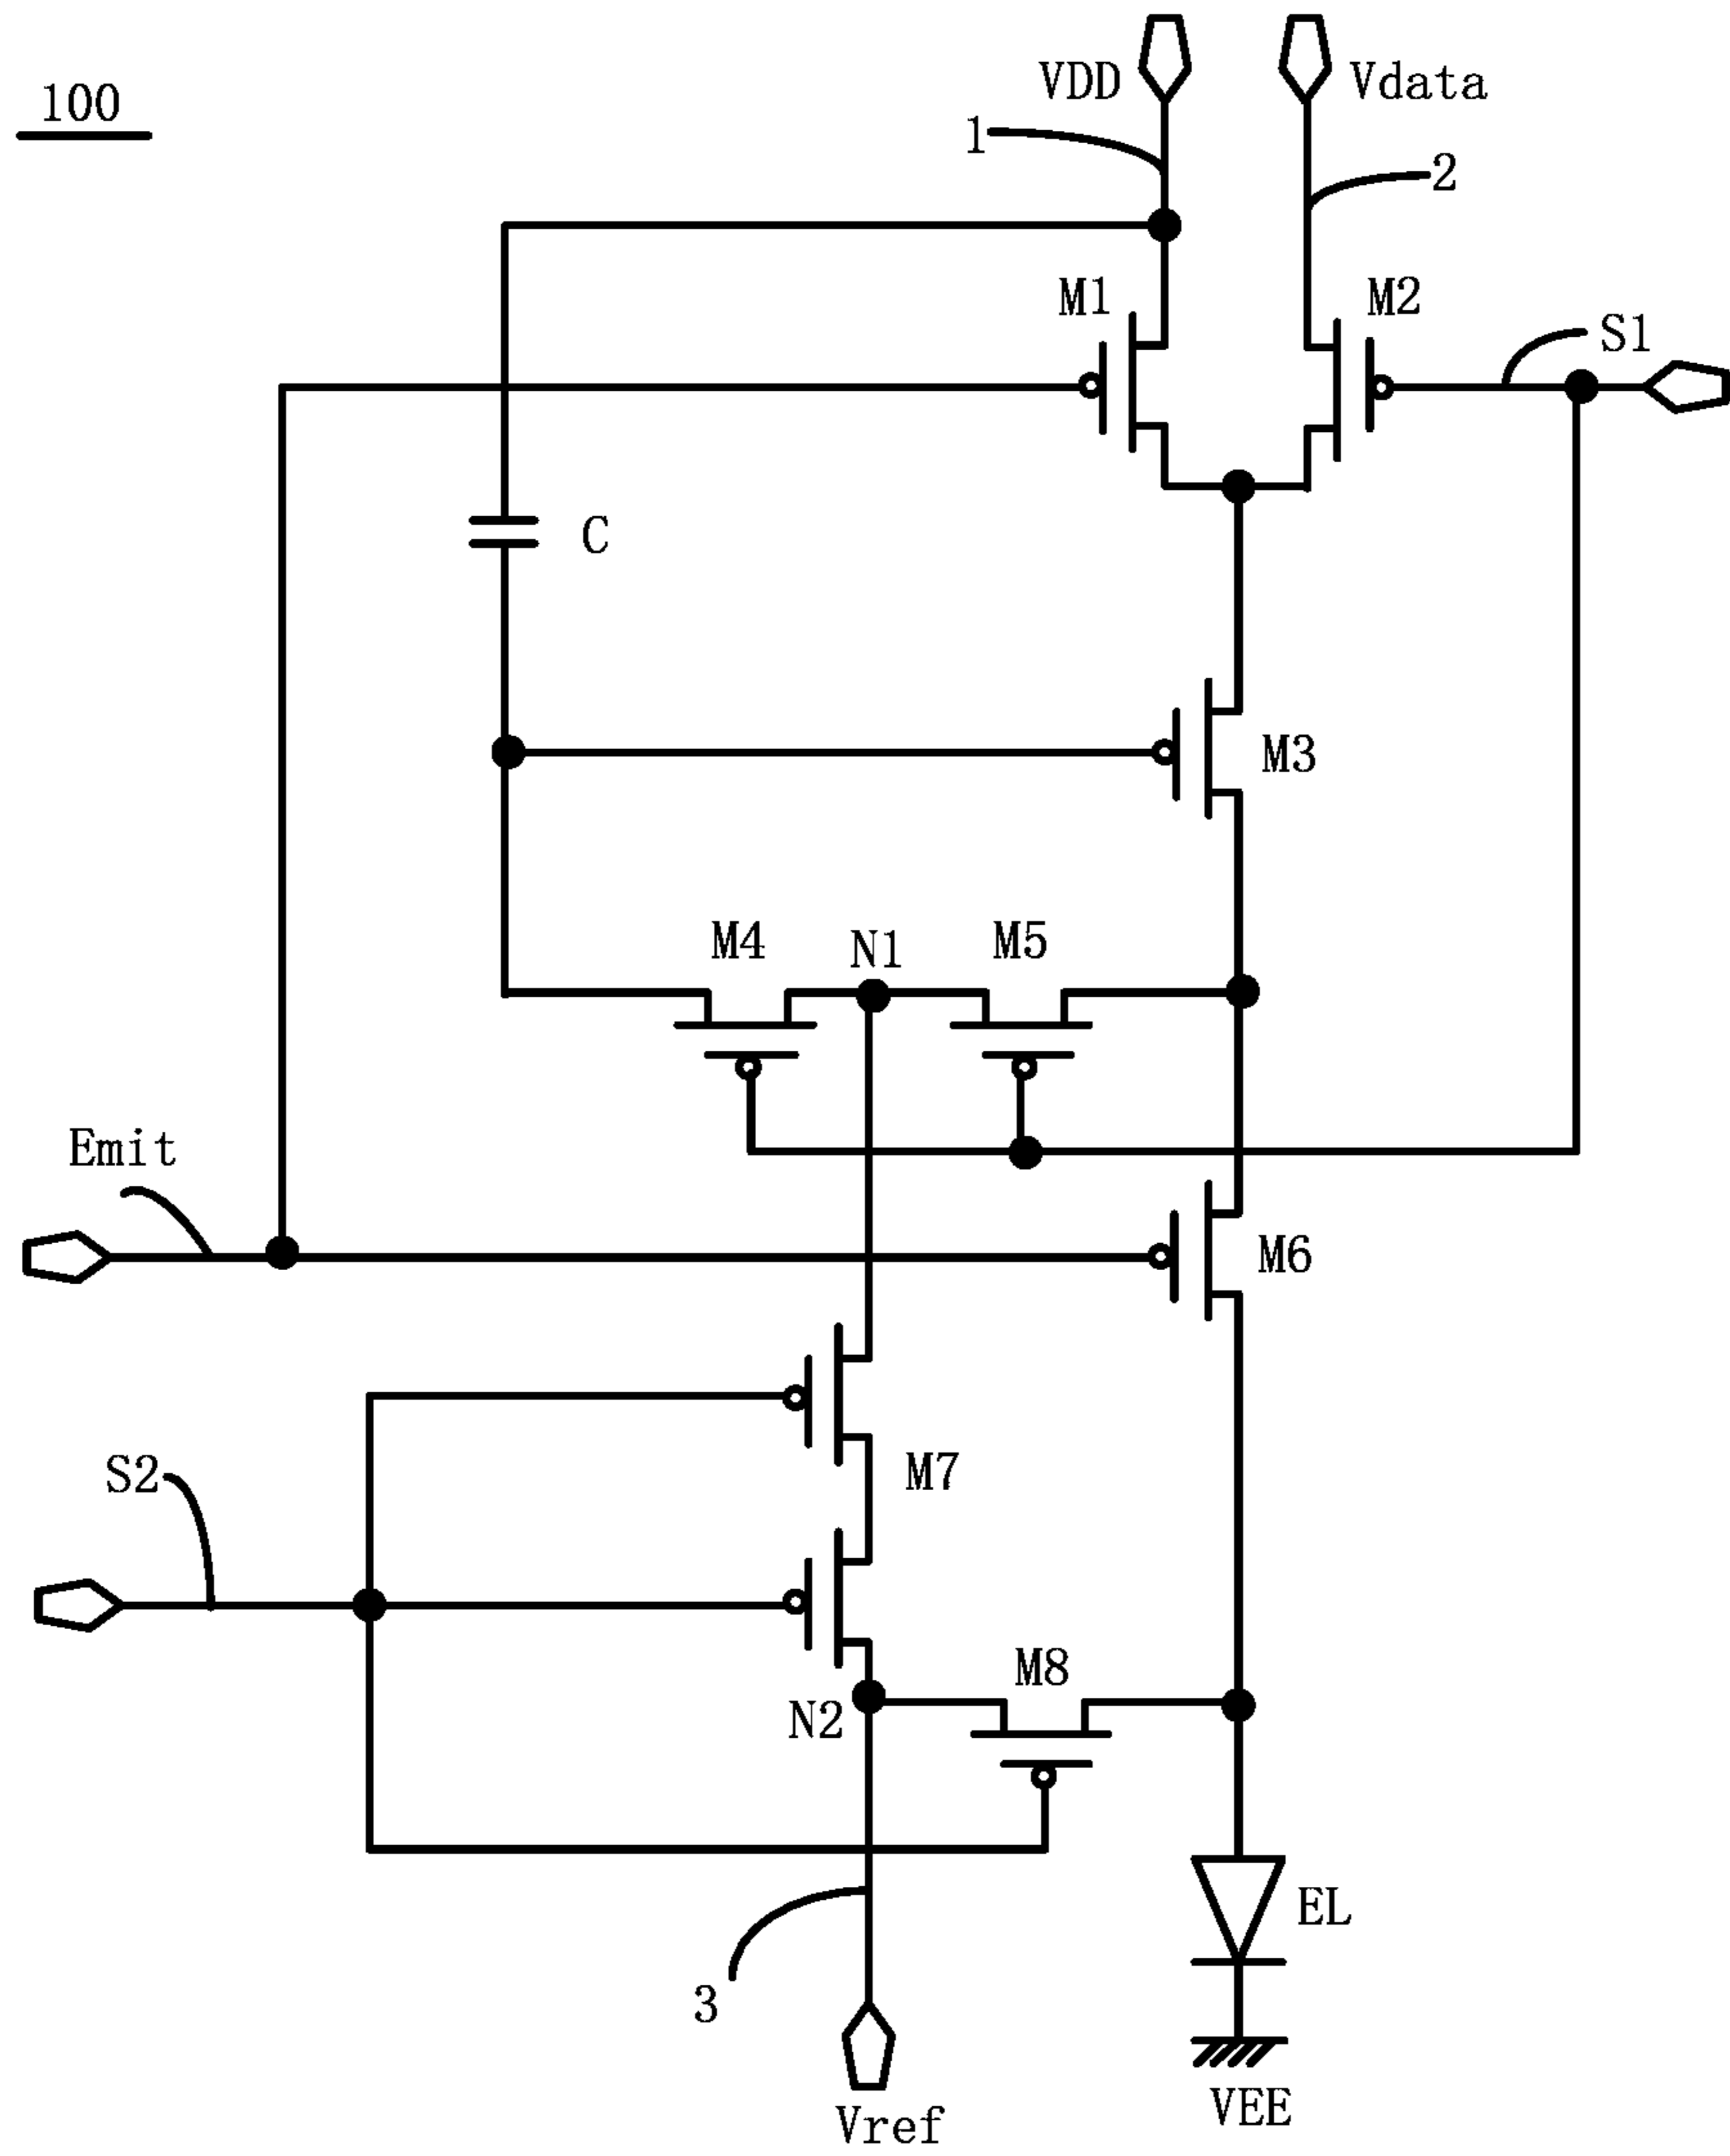 100
VDD
Vdata
1
2
M1
M2
S1
C
M3
M4
N1
M5
Emit
M6
S2
M7
M8
N2
EL
3
VEE
Vref